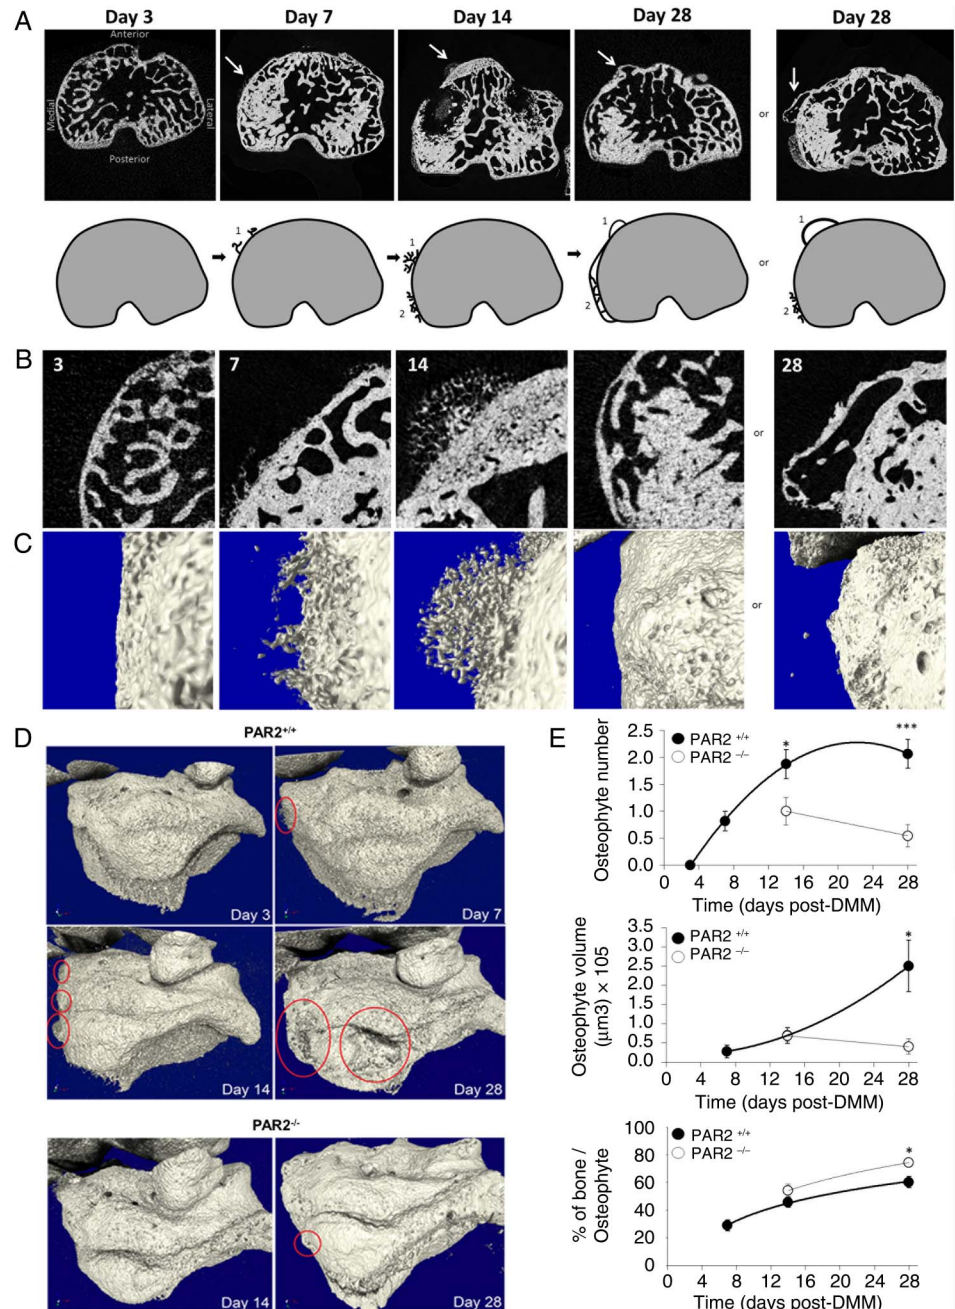 A
Day 3
Day 7
Day 14
Day 28
Day 28
Anterior
Medial
Lateral
Posterior
or
1
1
2
1
2
or
1
2
B
3
7
14
28
or
C
or
D
PAR2+/+
Day 3
Day 7
Day 14
Day 28
PAR2-/-
Day 14
Day 28
E
Osteophyte number
2.5
2.0
1.5
1.0
0.5
0.0
PAR2 +/+
PAR2 −/−
*
***
0 4 8 12 16 20 24 28
Time (days post-DMM)
Osteophyte volume
(µm3) × 105
3.5
3.0
2.5
2.0
1.5
1.0
0.5
0.0
PAR2 +/+
PAR2 −/−
*
0 4 8 12 16 20 24 28
Time (days post-DMM)
% of bone /
Osteophyte
100
80
60
40
20
0
PAR2 +/+
PAR2 −/−
*
0 4 8 12 16 20 24 28
Time (days post-DMM)